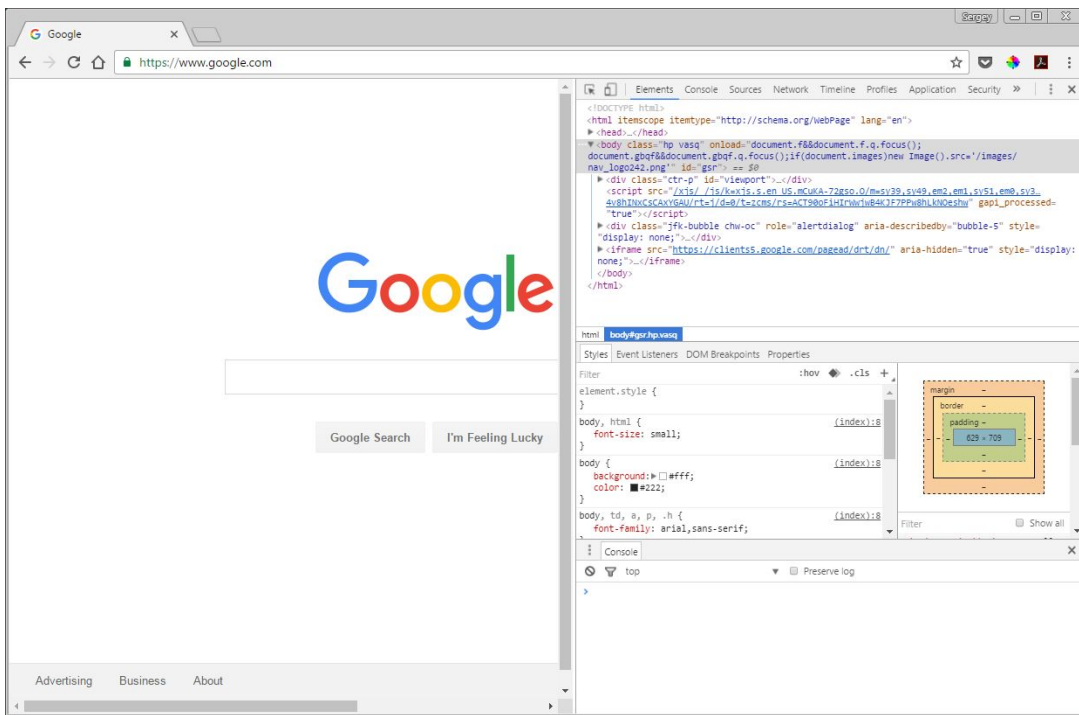 Sergey
Google
https://www.google.com
Elements Console Sources Network Timeline Profiles Application Security »
<!DOCTYPE html>
<html itemscope itemtype="http://schema.org/WebPage" lang="en">
▶<head>…</head>
▼<body class="hp vasq" onload="document.f&&document.f.q.focus();
document.gbqf&&document.gbqf.q.focus();if(document.images)new Image().src='/images/
nav_logo242.png'" id="gsr"> == $0
▶<div class="ctr-p" id="viewport">…</div>
<script src="/xjs/_/js/k=xjs.s.en_US.mCuKA-72gso.O/m=sy39,sy49,em2,em1,sy51,em0,sy3…
gapi_processed=
"true"></script>
▶<div class="jfk-bubble chw-oc" role="alertdialog" aria-describedby="bubble-5" style=
"display: none;">…</div>
▶<iframe src="https://clients5.google.com/pagead/drt/dn/" aria-hidden="true" style="display:
none;">…</iframe>
</body>
</html>
html body#gsr.hp.vasq
Styles Event Listeners DOM Breakpoints Properties
Filter :hov .cls +
element.style {
}
body, html { (index):8
font-size: small;
}
body { (index):8
background:▶#fff;
color: #222;
}
body, td, a, p, .h { (index):8
font-family: arial,sans-serif;
margin -
border -
padding -
- - - 829 × 709 - - -
-
-
-
Filter Show all
Console
top ▼ Preserve log
>
Google
Google Search I'm Feeling Lucky
Advertising Business About